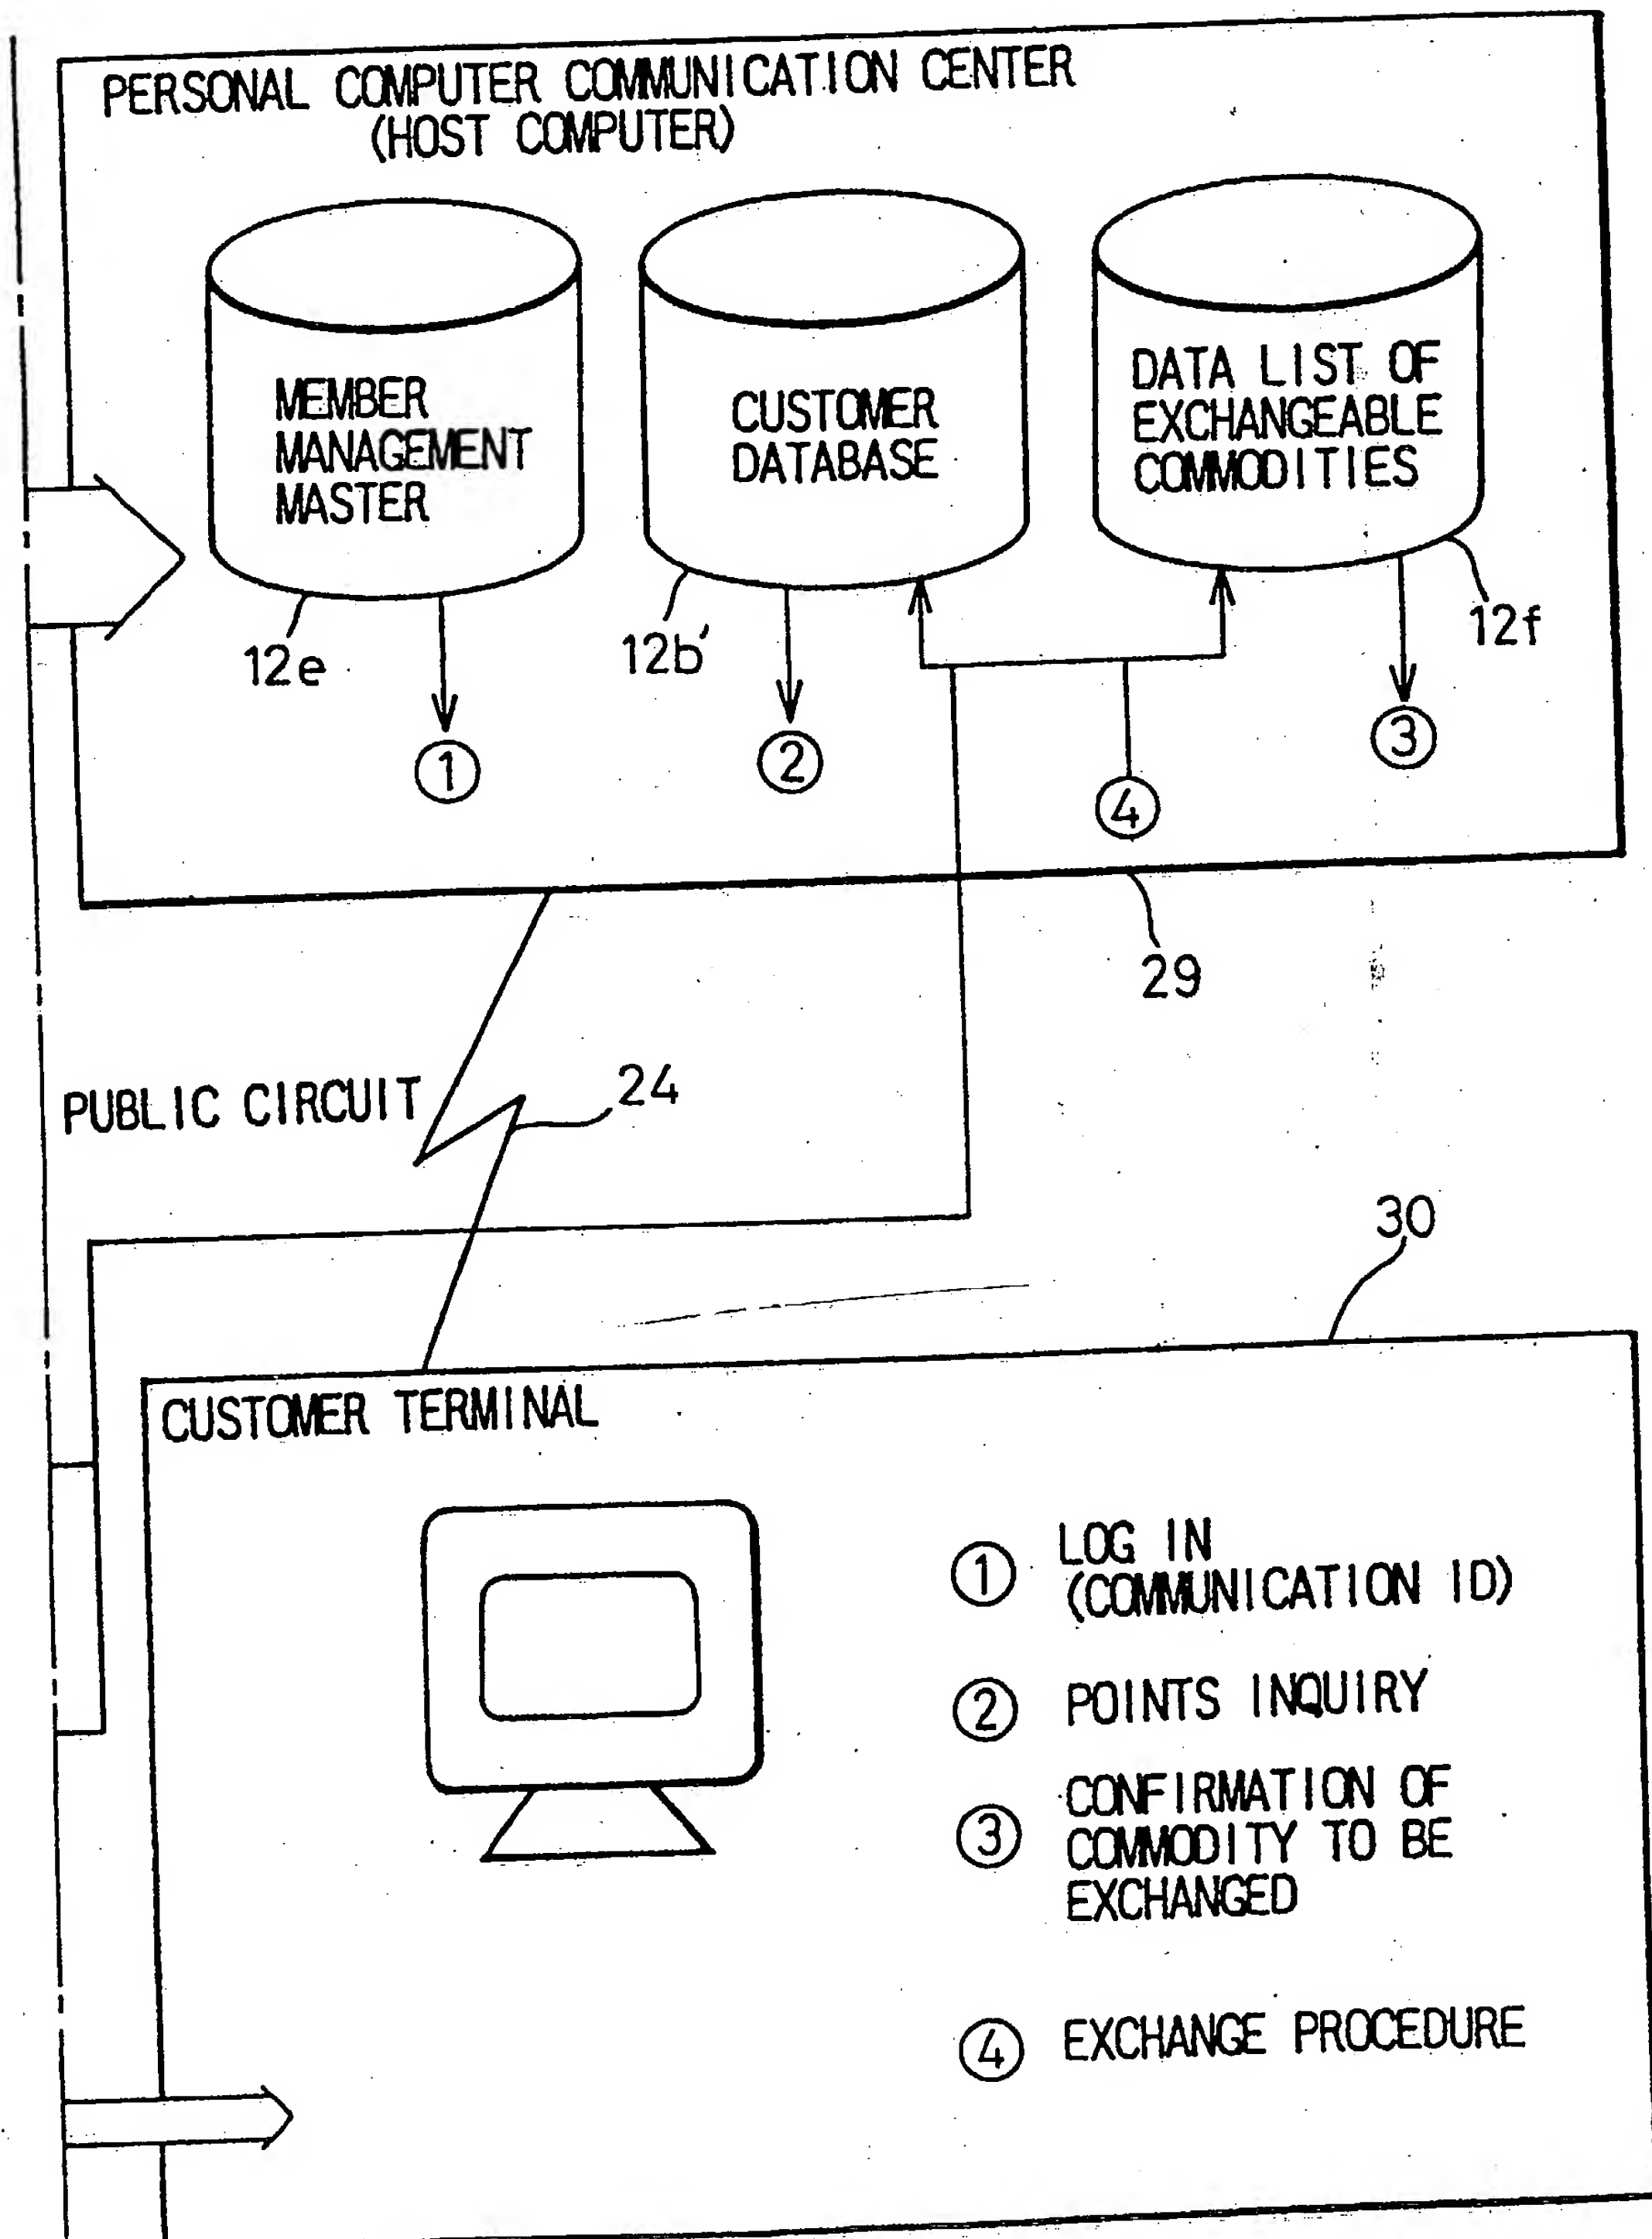 PERSONAL COMPUTER COMMUNICATION CENTER
(HOST COMPUTER)
MEMBER
MANAGEMENT
MASTER
CUSTOMER
DATABASE
DATA LIST OF
EXCHANGEABLE
COMMODITIES
12e
12b'
12f
①
②
③
④
29
PUBLIC CIRCUIT
24
30
CUSTOMER TERMINAL
① LOG IN
(COMMUNICATION ID)
② POINTS INQUIRY
③ CONFIRMATION OF
COMMODITY TO BE
EXCHANGED
④ EXCHANGE PROCEDURE